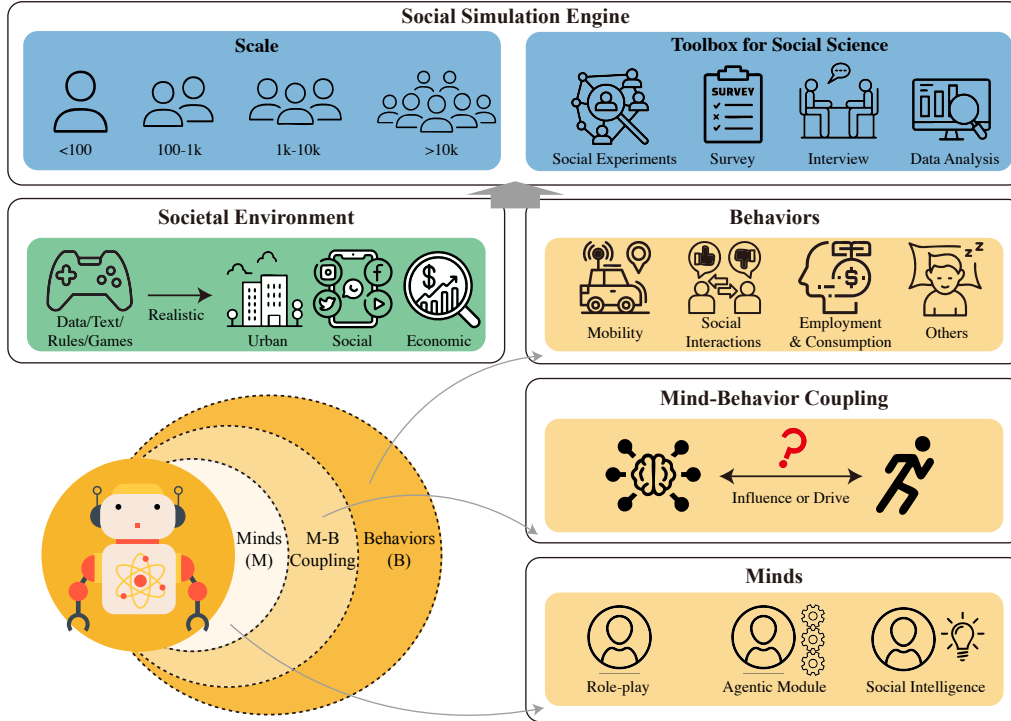 Social Simulation Engine
Scale
<100
100-1k
1k-10k
>10k
Toolbox for Social Science
SURVEY
Social Experiments
Survey
Interview
Data Analysis
Societal Environment
Data/Text/
Rules/Games
Realistic
Urban
Social
Economic
Behaviors
Mobility
Social
Interactions
Employment
& Consumption
z z
Others
Mind-Behavior Coupling
?
Influence or Drive
Minds
(M)
M-B
Coupling
Behaviors
(B)
Minds
Role-play
Agentic Module
Social Intelligence